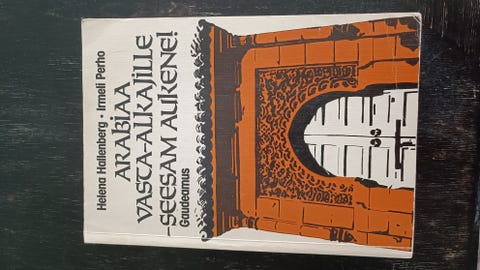 Helena Hallenberg • Irmeli Perho
ARABIAA
VASTA-ALKAJILLE
-SEESAM AUKENE!
Gaudeamus